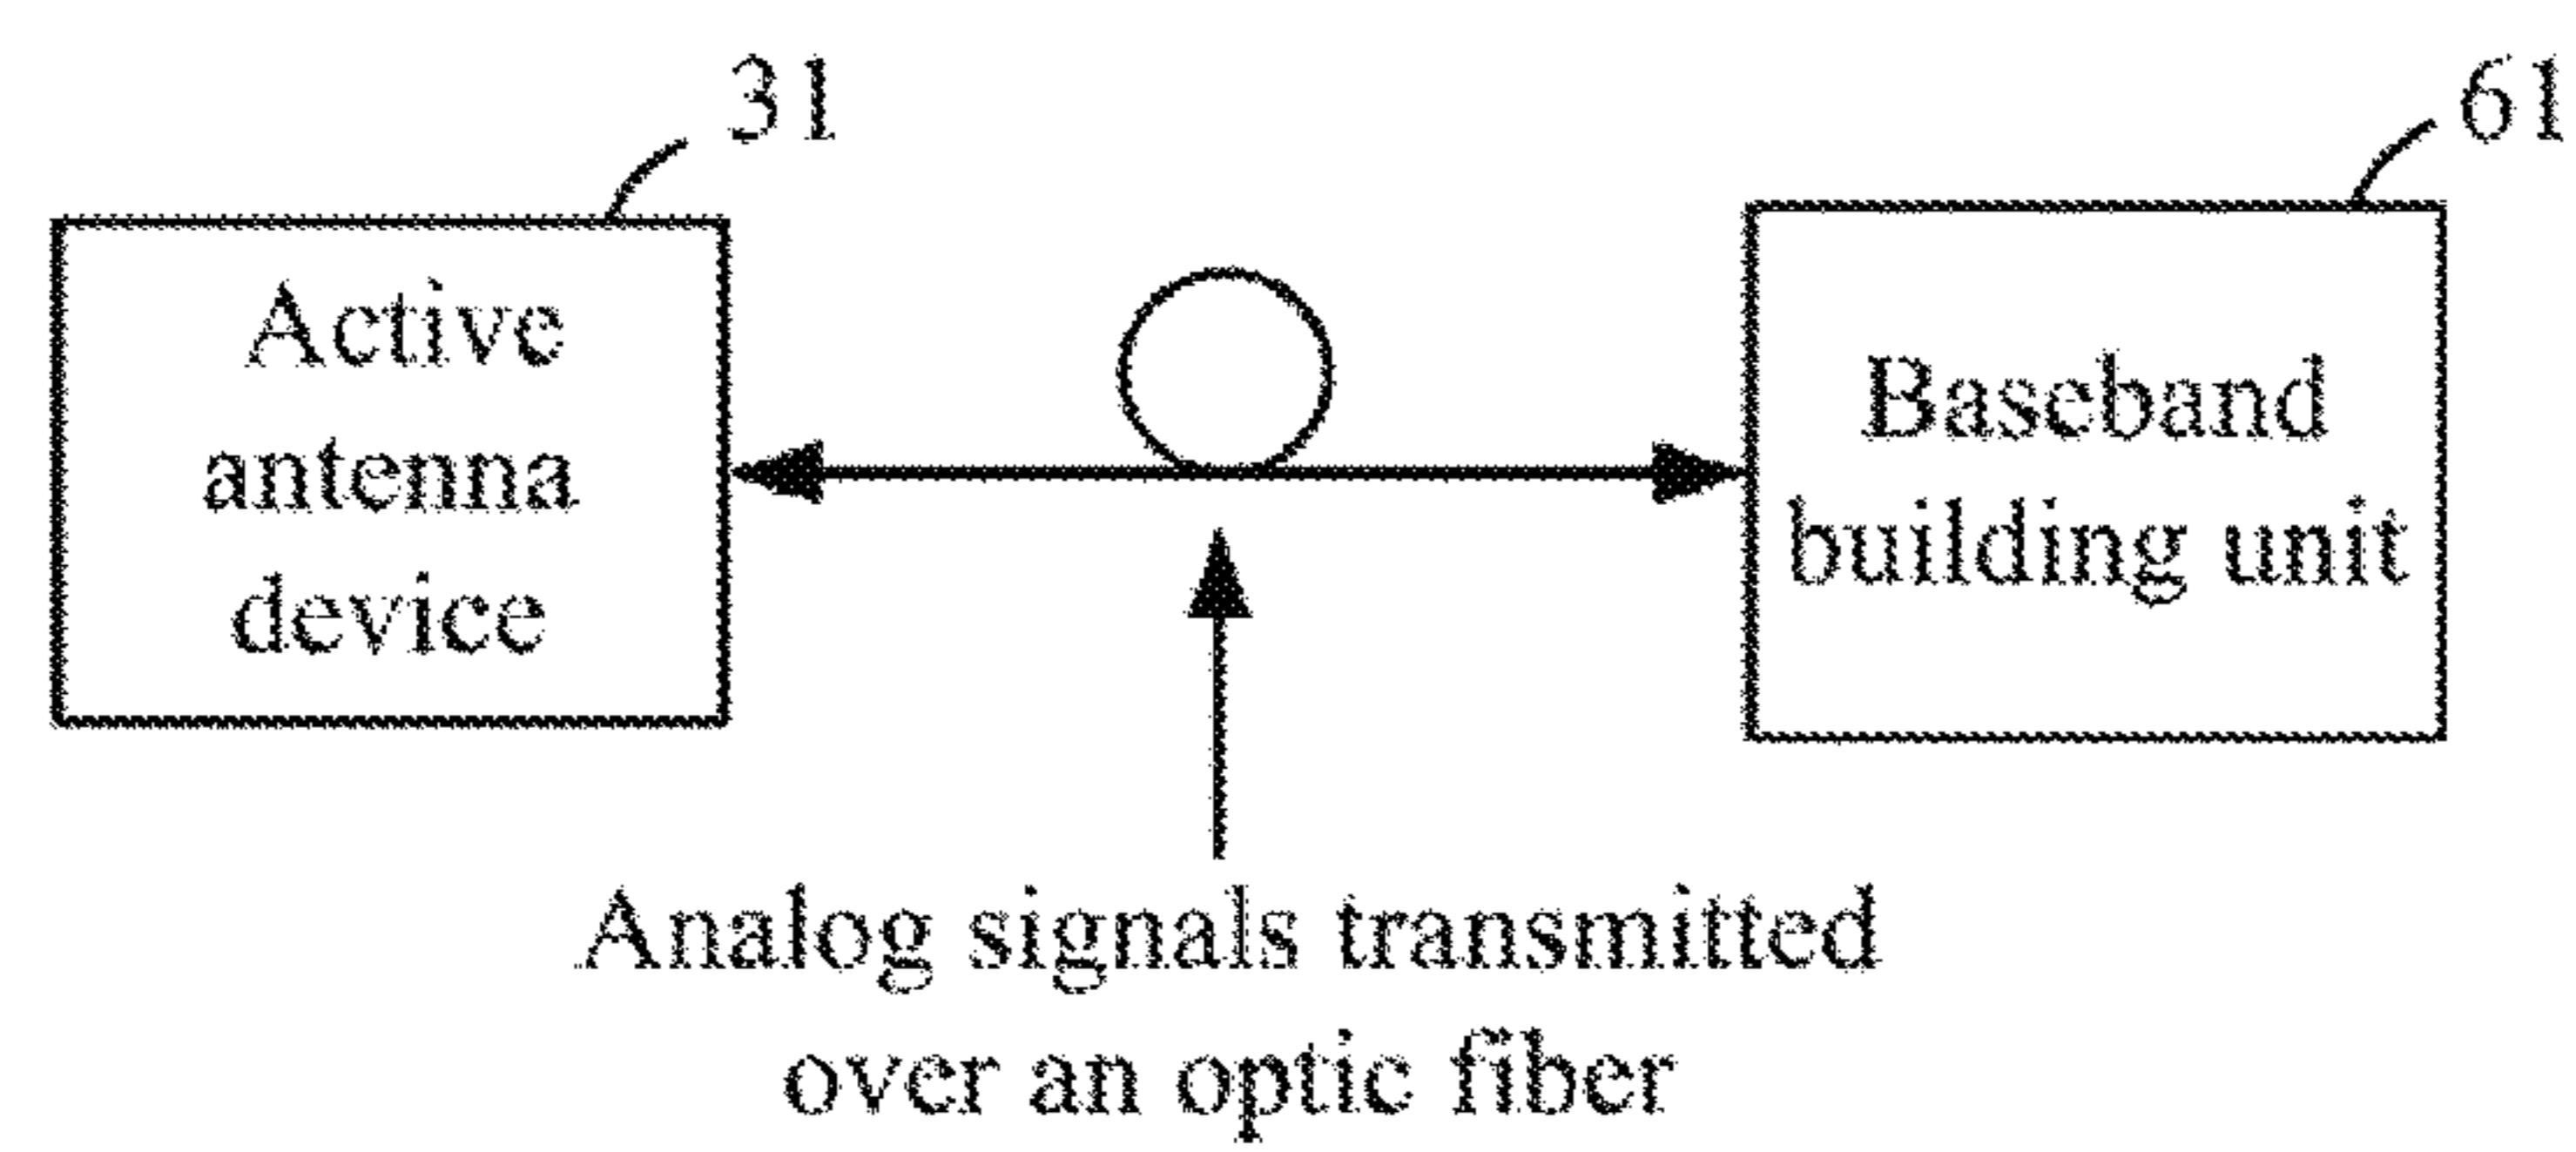 31
61
Active
antenna
device
Baseband
building unit
Analog signals transmitted
over an optic fiber